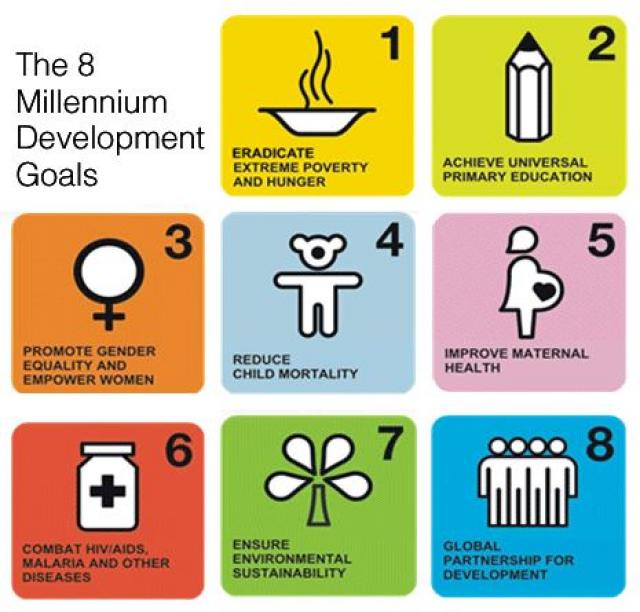 The 8
Millennium
Development
Goals
1
ERADICATE
EXTREME POVERTY
AND HUNGER
2
ACHIEVE UNIVERSAL
PRIMARY EDUCATION
3
PROMOTE GENDER
EQUALITY AND
EMPOWER WOMEN
4
REDUCE
CHILD MORTALITY
5
IMPROVE MATERNAL
HEALTH
6
COMBAT HIV/AIDS,
MALARIA AND OTHER
DISEASES
7
ENSURE
ENVIRONMENTAL
SUSTAINABILITY
8
GLOBAL
PARTNERSHIP FOR
DEVELOPMENT